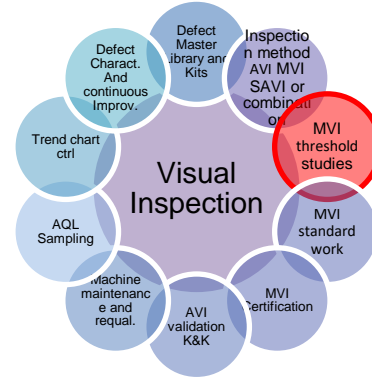 Defect
Master
Library and
Kits
Inspectio
n method
AVI MVI
SAVI or
combinati
on
MVI
threshold
studies
MVI
standard
work
MVI
Certification
AVI
validation
K&K
Machine
maintenanc
e and
requal.
AQL
Sampling
Trend chart
ctrl
Defect
Charact.
And
continuous
Improv.
Visual
Inspection